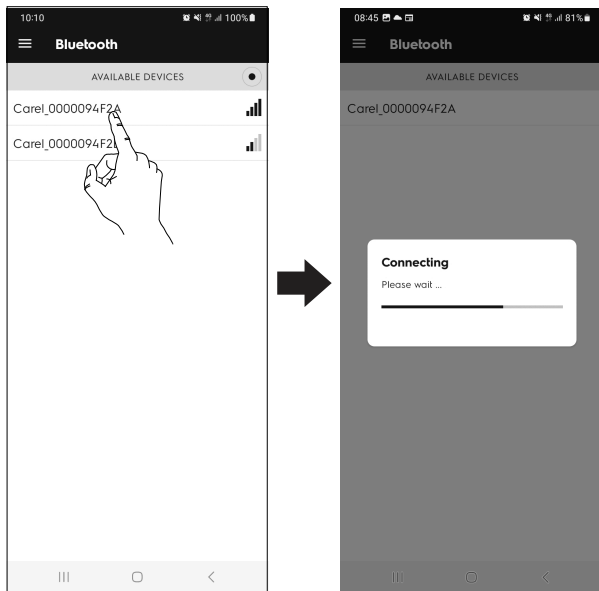 10:10
100%
Bluetooth
AVAILABLE DEVICES
Carel_0000094F2A
Carel_0000094F2
08:45
81%
Bluetooth
AVAILABLE DEVICES
Carel_0000094F2A
Connecting
Please wait ...